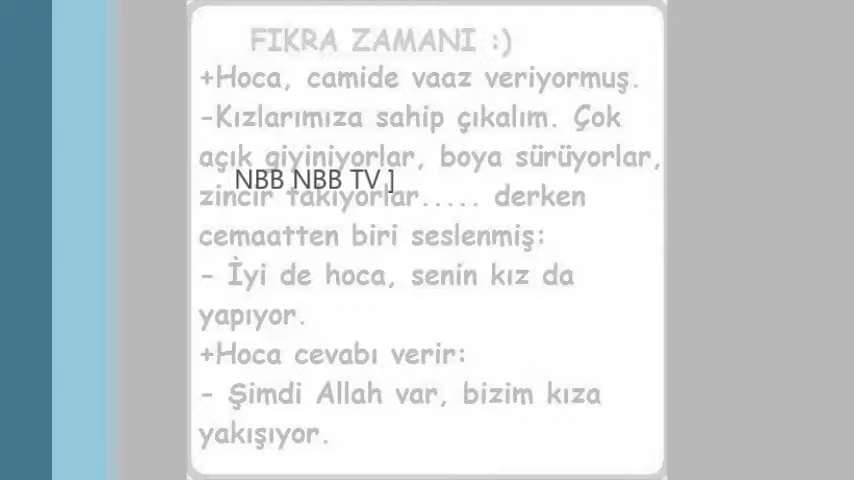 FIKRA ZAMANI :)
+Hoca, camide vaaz veriyormuş.
-Kızlarımıza sahip çıkalım. Çok
açık giyiniyorlar, boya sürüyorlar,
NBB NBB TV ]
zincir takıyorlar..... derken
cemaatten biri seslenmiş:
- İyi de hoca, senin kız da
yapıyor.
+Hoca cevabı verir:
- Şimdi Allah var, bizim kıza
yakışıyor.